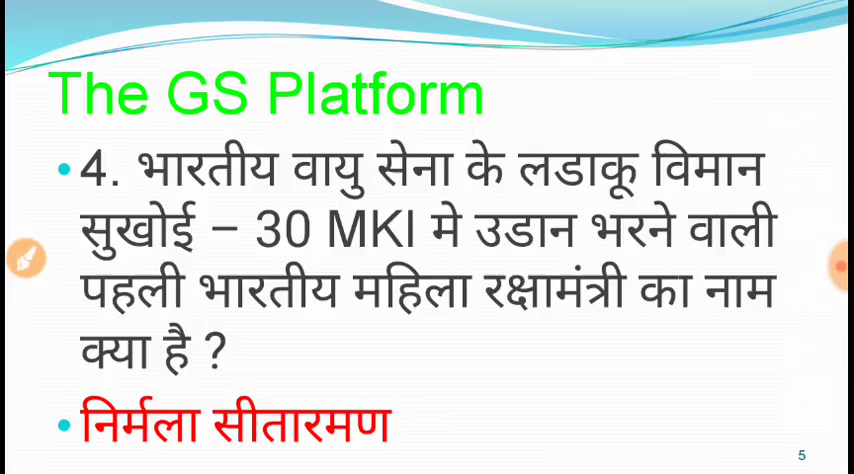 The GS Platform
•4. भारतीय वायु सेना के लडाकू विमान
सुखोई – 30 MKI मे उडान भरने वाली
पहली भारतीय महिला रक्षामंत्री का नाम
क्या है ?
•निर्मला सीतारमण
5